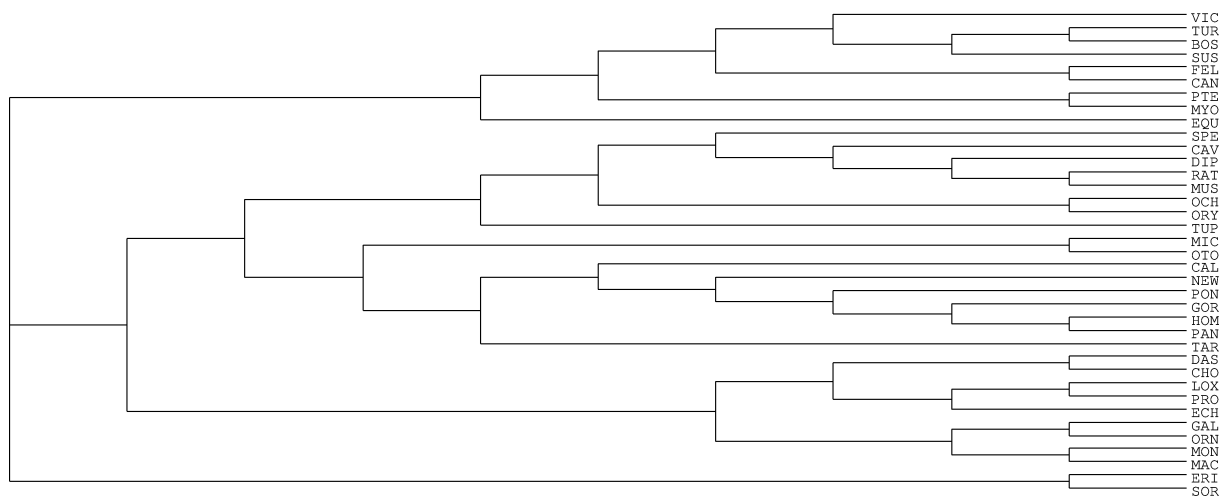 VIC
TUR
BOS
SUS
FEL
CAN
PTE
MYO
EQU
SPE
CAV
DIP
RAT
MUS
OCH
ORY
TUP
MIC
OTO
CAL
NEW
PON
GOR
HOM
PAN
TAR
DAS
CHO
LOX
PRO
ECH
GAL
ORN
MON
MAC
ERI
SOR